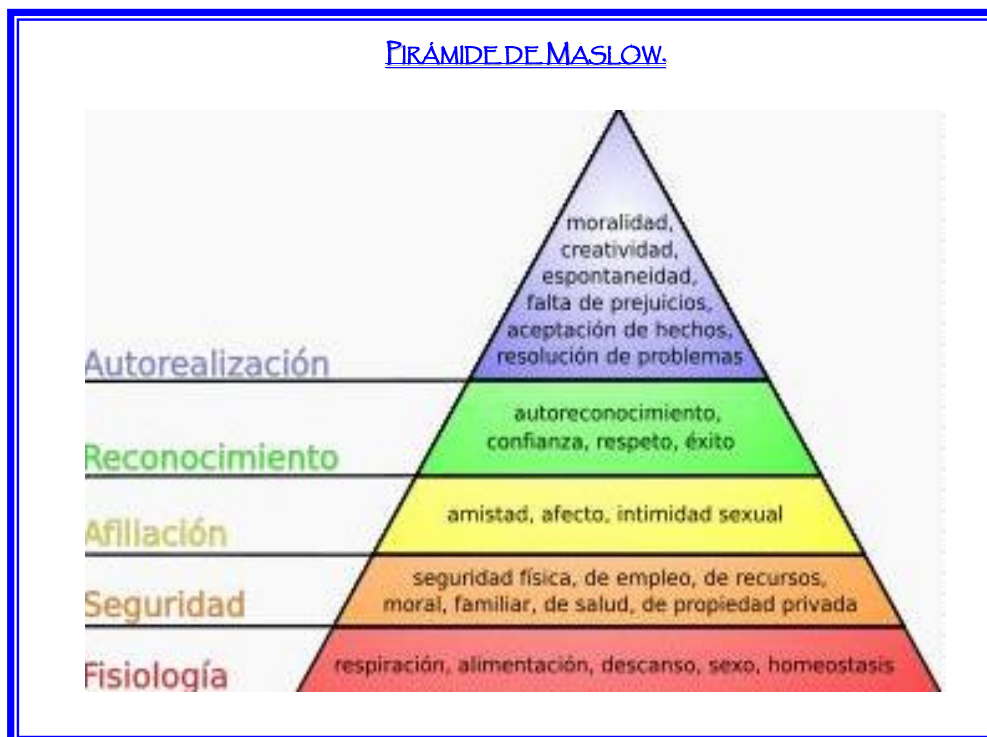 PIRÁMIDE DE MASLOW.
moralidad,
creatividad,
espontaneidad,
falta de prejuicios,
aceptación de hechos,
resolución de problemas
Autorealización
autoreconocimiento,
confianza, respeto, éxito
Reconocimiento
amistad, afecto, intimidad sexual
Afiliación
seguridad física, de empleo, de recursos,
moral, familiar, de salud, de propiedad privada
Seguridad
respiración, alimentación, descanso, sexo, homeostasis
Fisiología